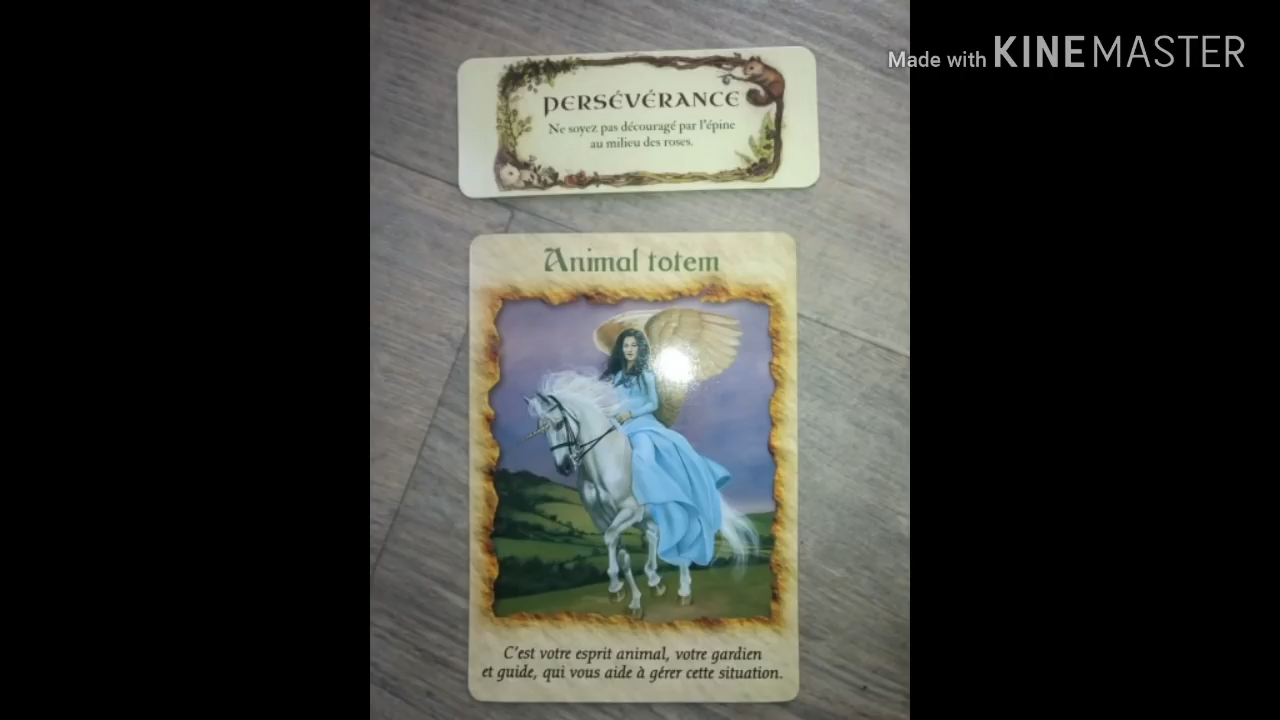 Made with KINEMASTER
PERSÉVÉRANCE
Ne soyez pas découragé par l'épine
au milieu des roses.
Animal totem
C'est votre esprit animal, votre gardien
et guide, qui vous aide à gérer cette situation.